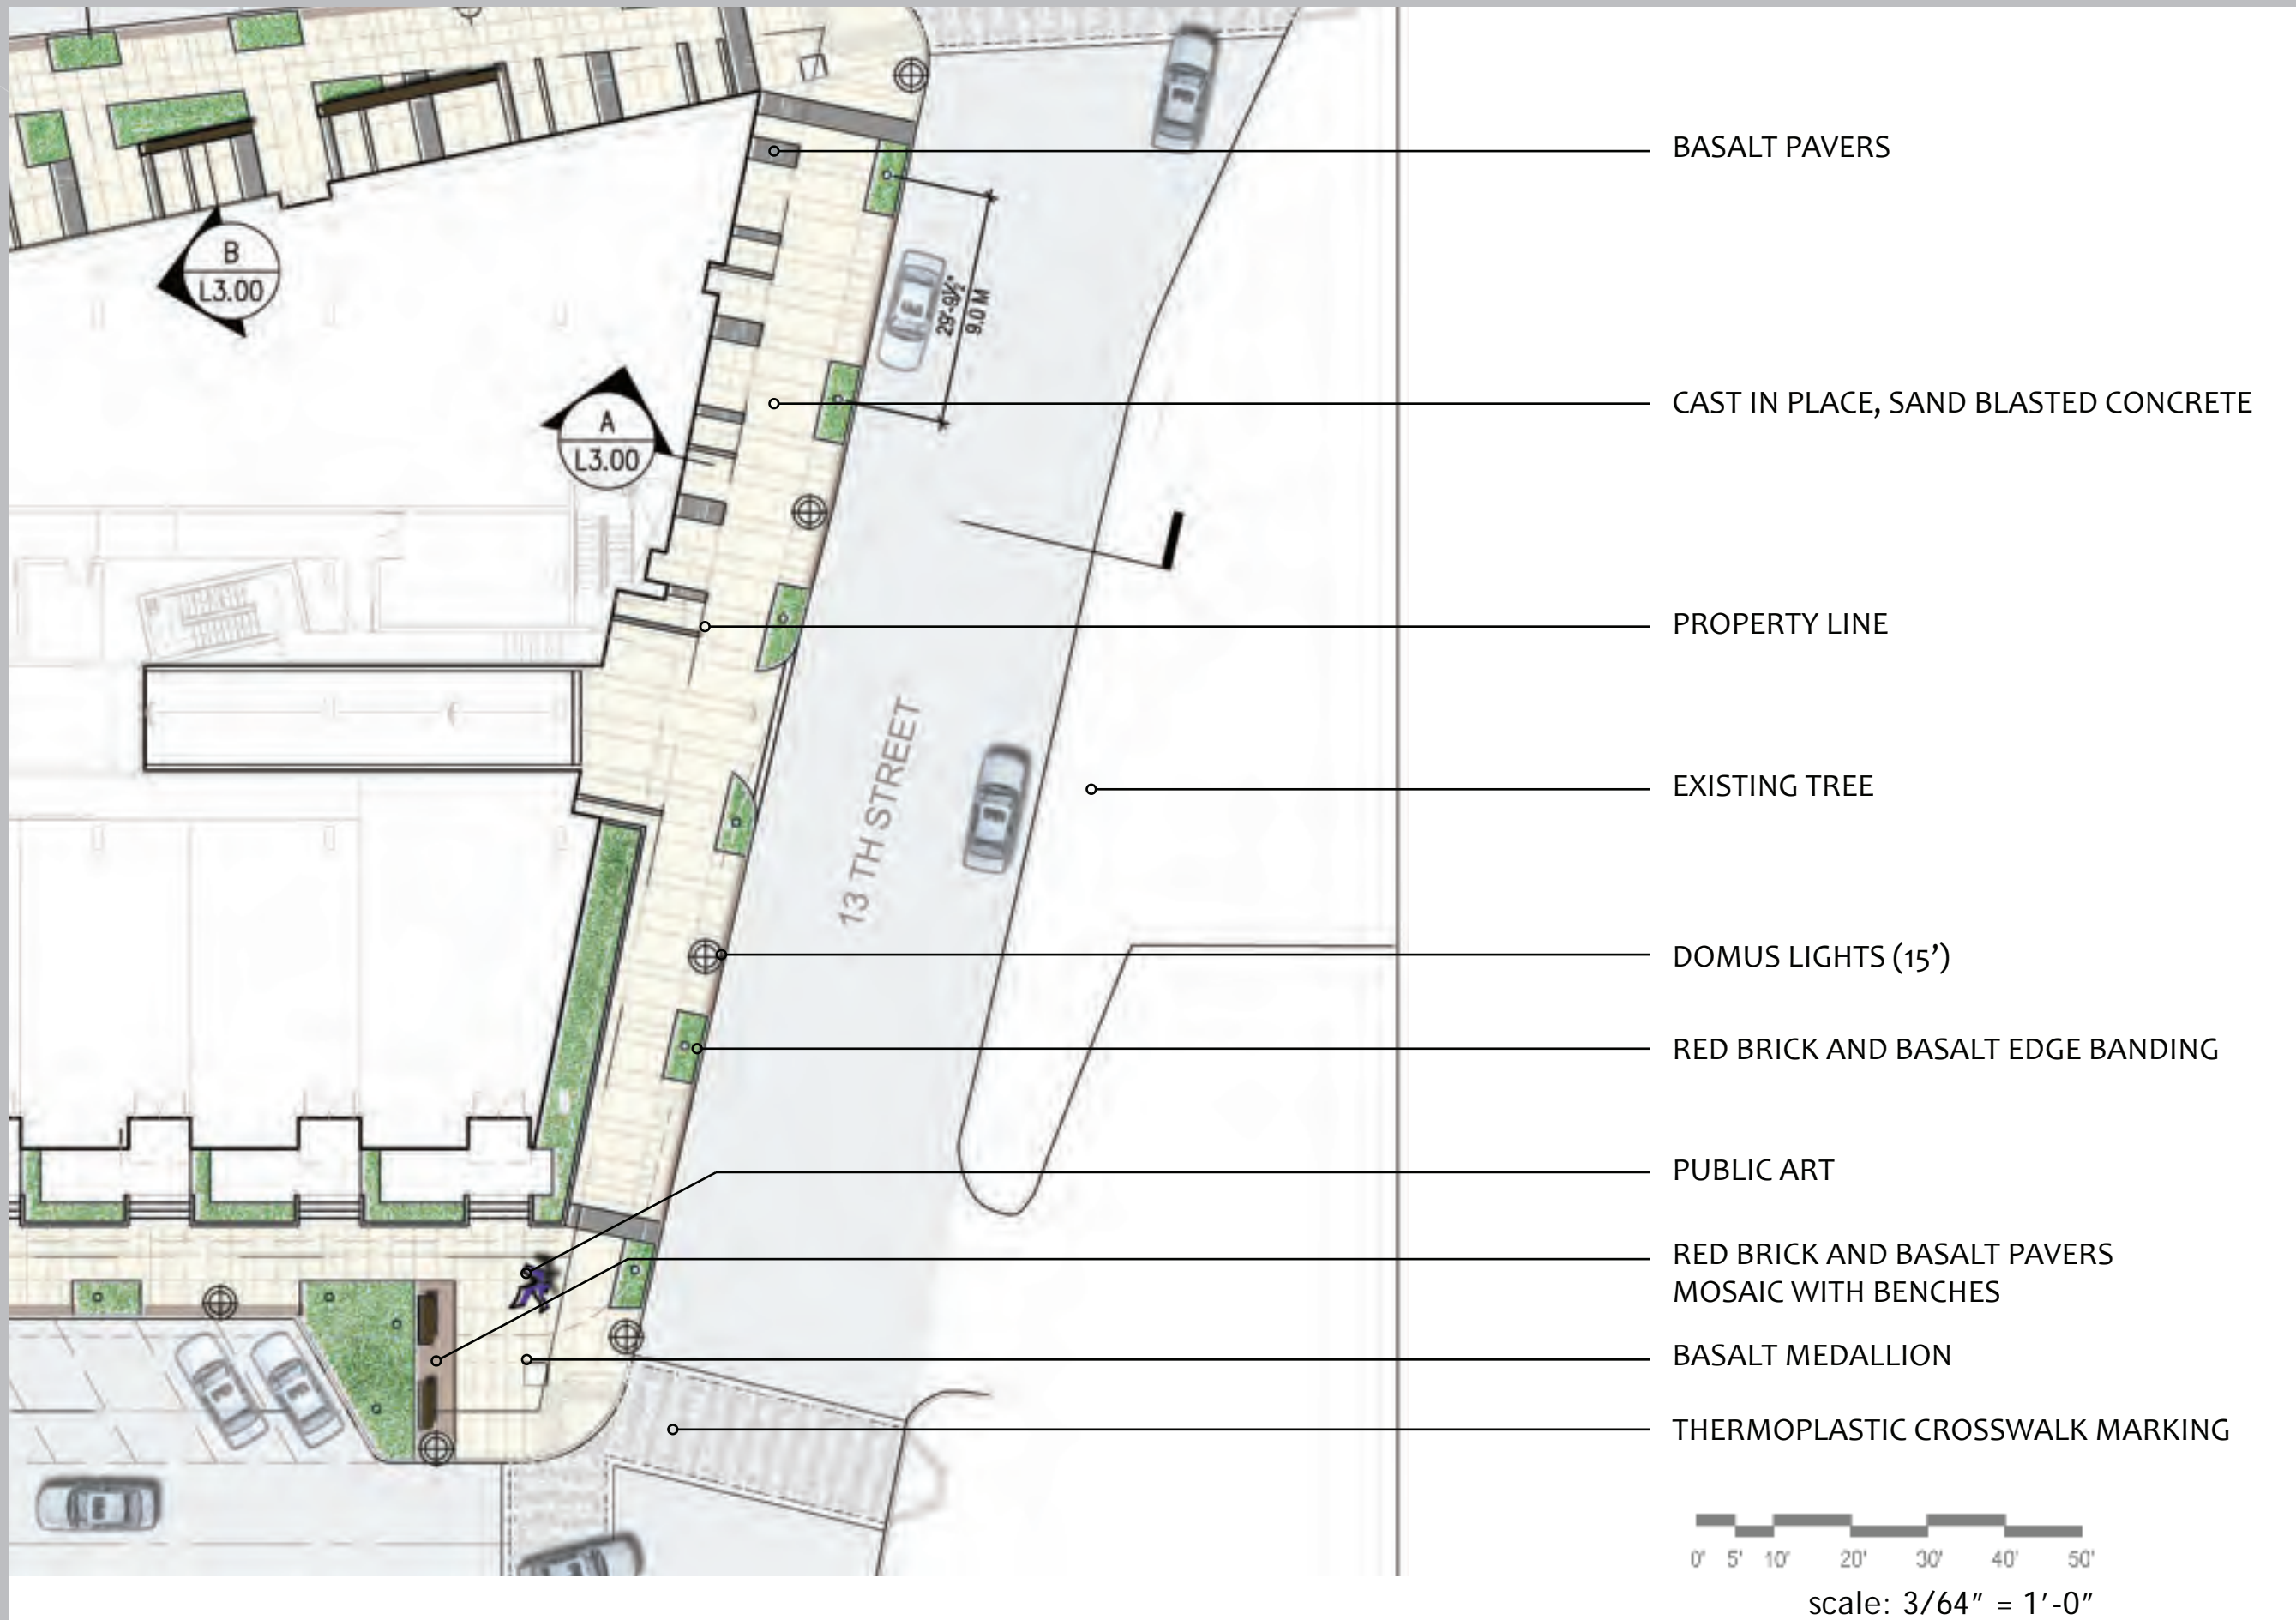 BASALT PAVERS
B
L3.00
29'-9½"
9.0 M
CAST IN PLACE, SAND BLASTED CONCRETE
A
L3.00
PROPERTY LINE
EXISTING TREE
13 TH STREET
DOMUS LIGHTS (15’)
RED BRICK AND BASALT EDGE BANDING
PUBLIC ART
RED BRICK AND BASALT PAVERS
MOSAIC WITH BENCHES
BASALT MEDALLION
THERMOPLASTIC CROSSWALK MARKING
0' 5' 10' 20' 30' 40' 50'
scale: 3/64" = 1'-0"